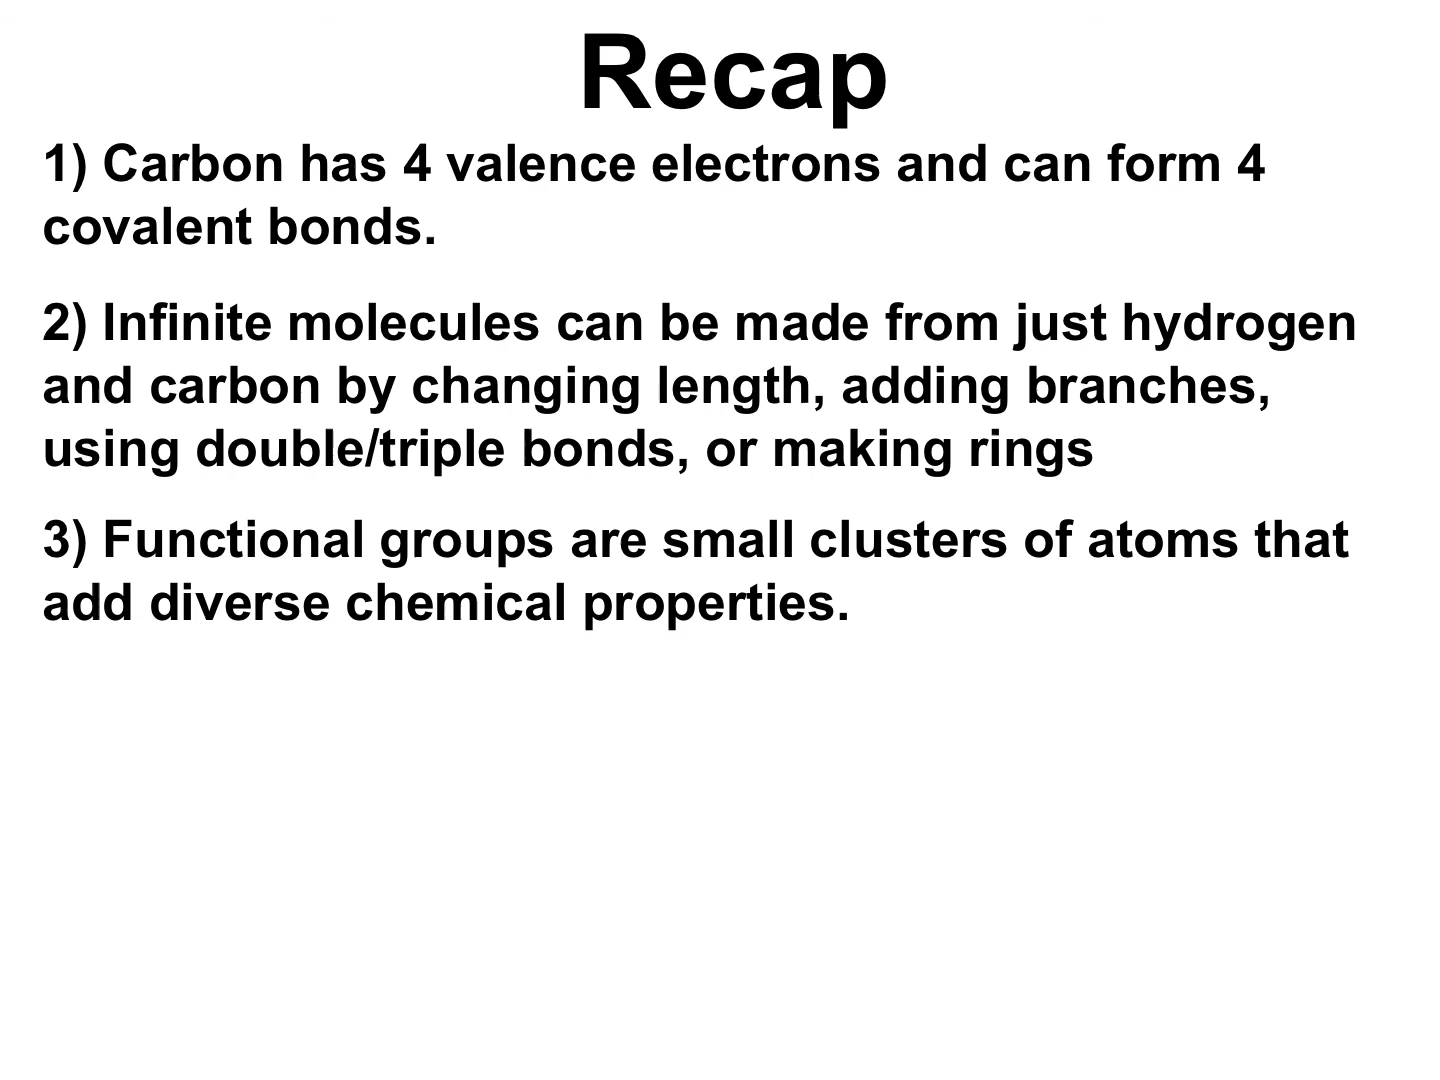 Recap
1) Carbon has 4 valence electrons and can form 4
covalent bonds.
2) Infinite molecules can be made from just hydrogen
and carbon by changing length, adding branches,
using double/triple bonds, or making rings
3) Functional groups are small clusters of atoms that
add diverse chemical properties.